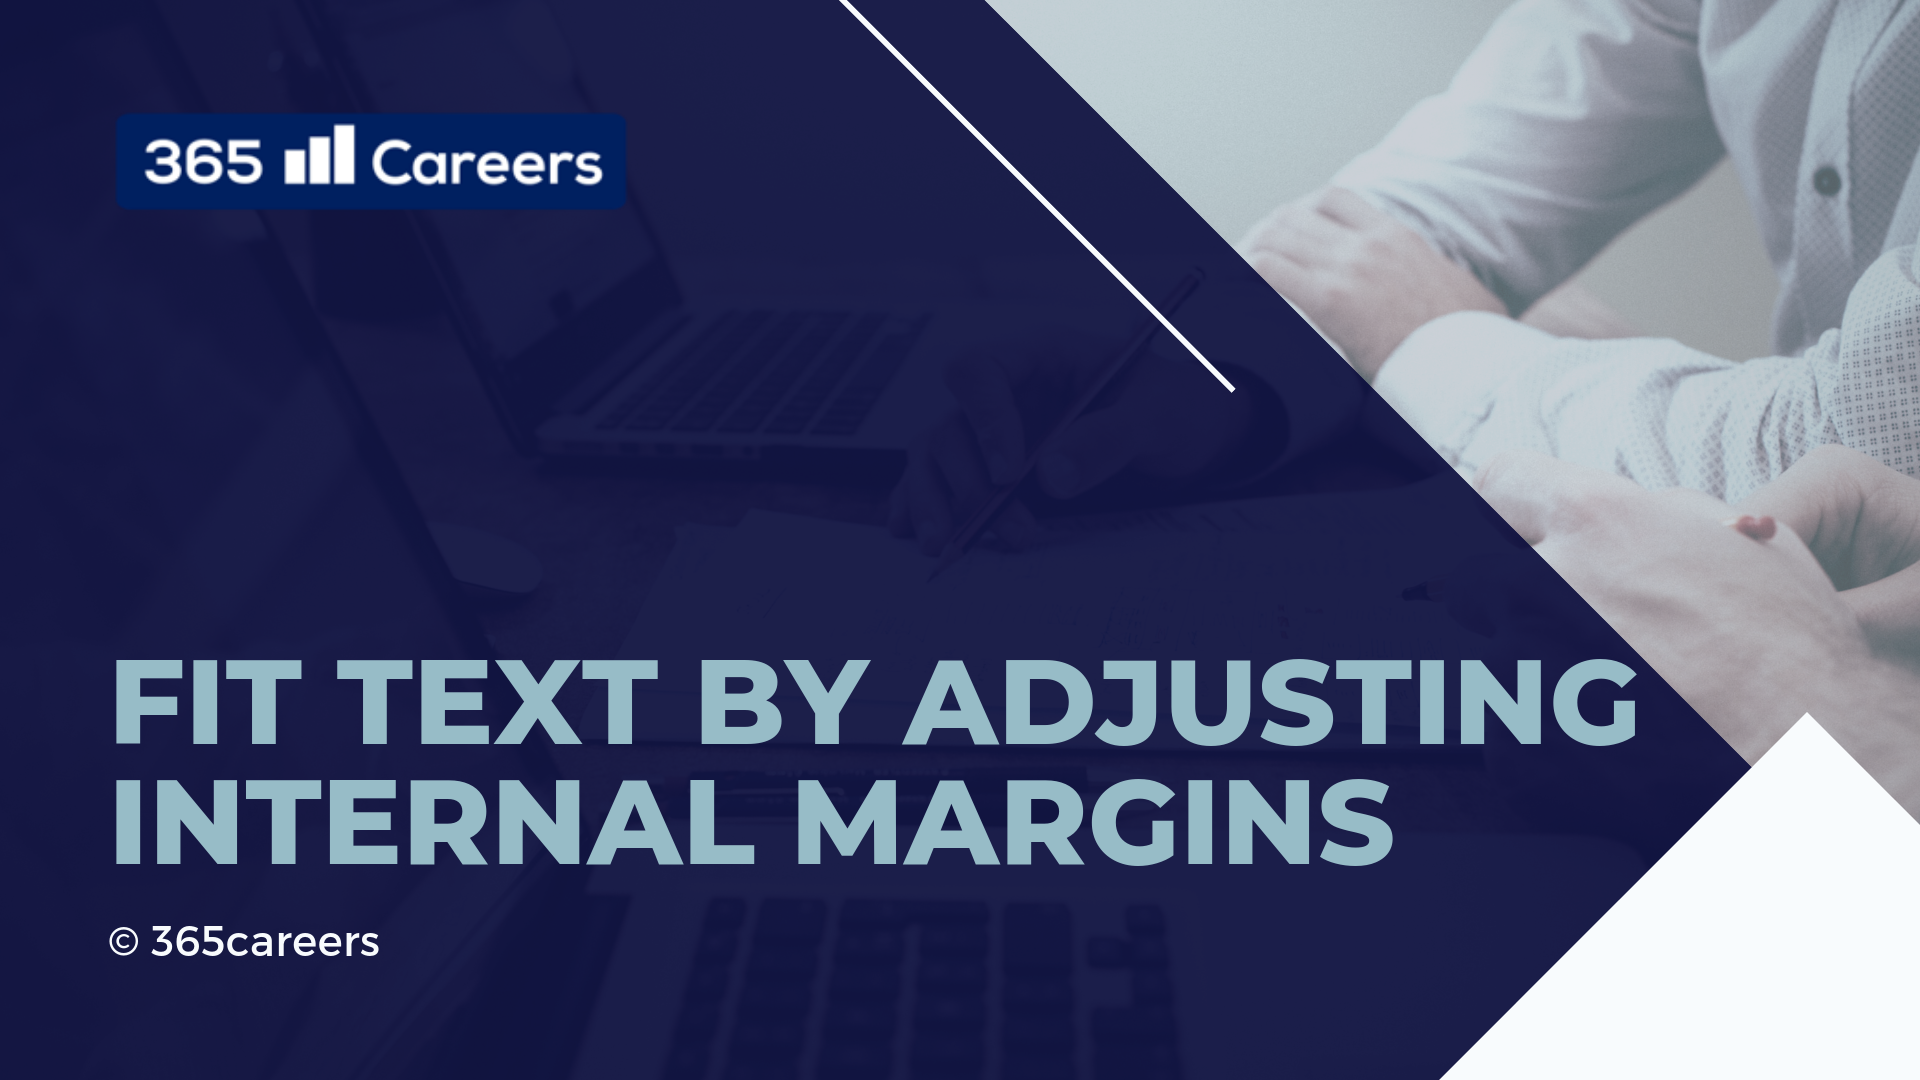 365 Careers
FIT TEXT BY ADJUSTING
INTERNAL MARGINS
© 365careers